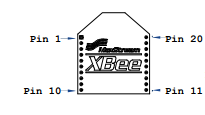 Pin 1
Pin 20
MaxStream
XBee
Pin 10
Pin 11